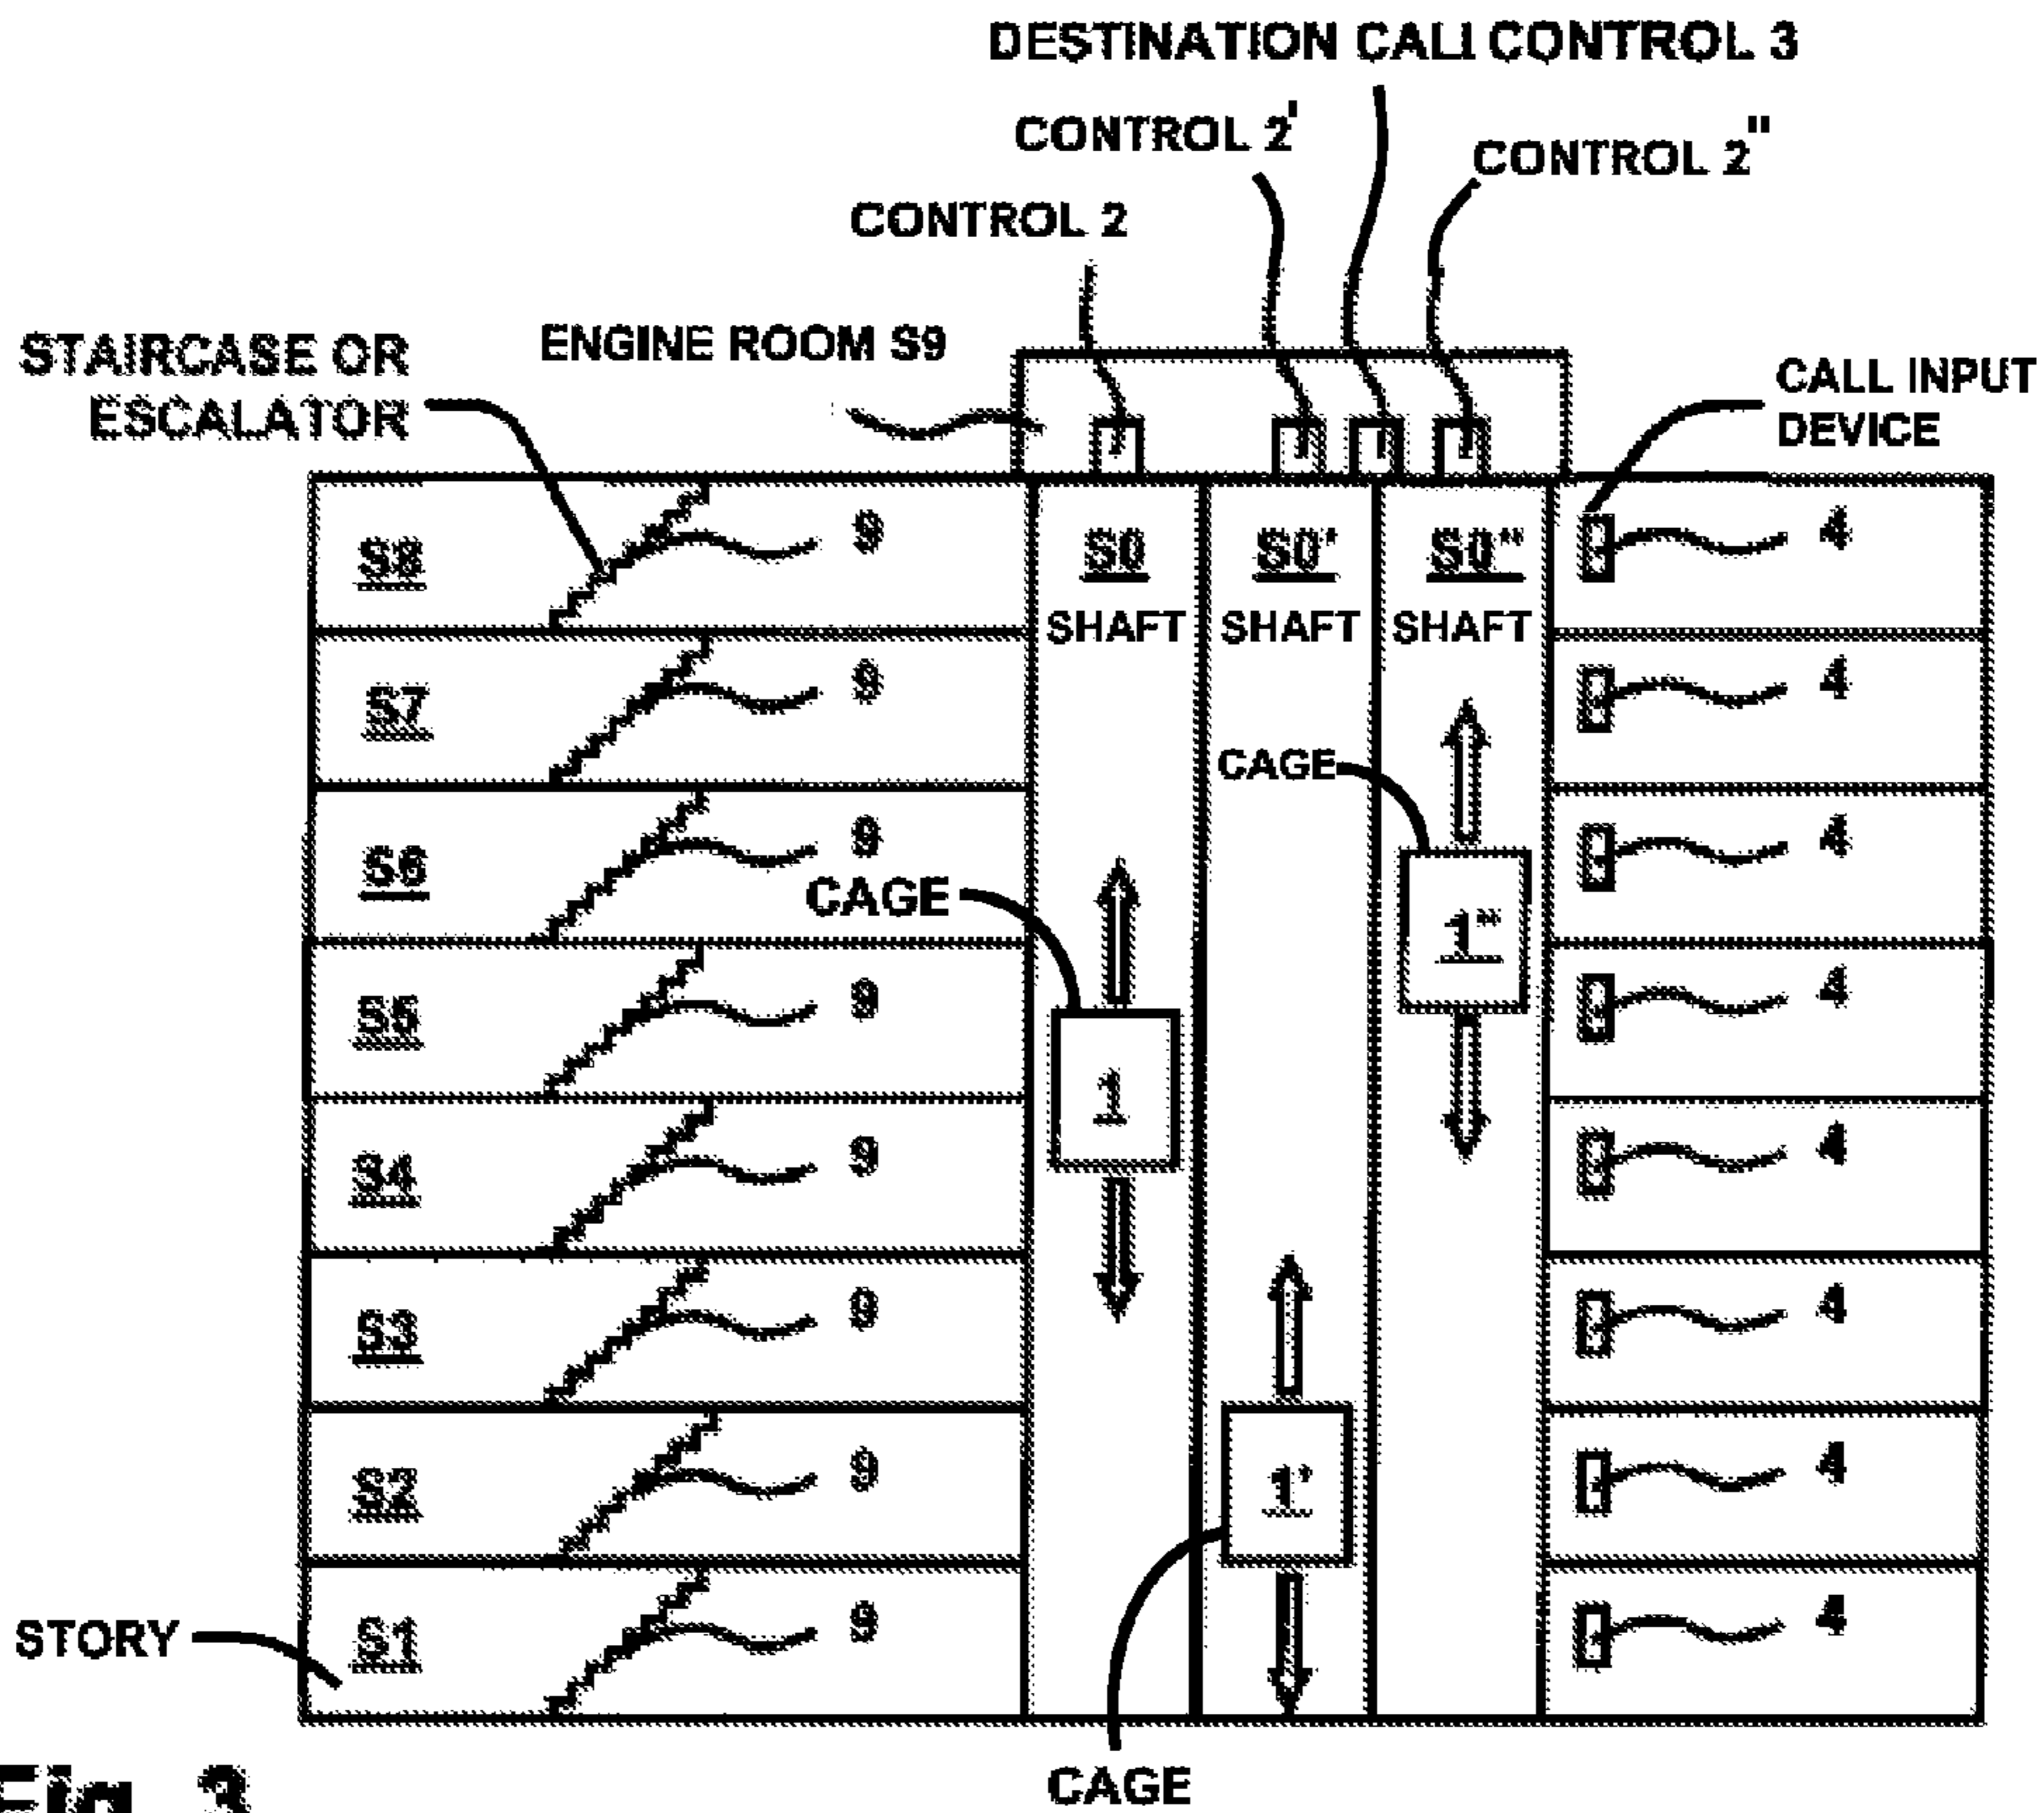 DESTINATION CALL CONTROL 3
CONTROL 2'
CONTROL 2"
CONTROL 2
STAIRCASE OR
ESCALATOR
ENGINE ROOM S9
CALL INPUT
DEVICE
S8 9 S0 S0' S0" 4
SHAFT SHAFT SHAFT
S7 9 4
CAGE
S6 9 4
CAGE
1"
S5 9 4
1
S4 9 4
S3 9 4
S2 9 1' 4
STORY S1 9 4
CAGE
Fig. 3